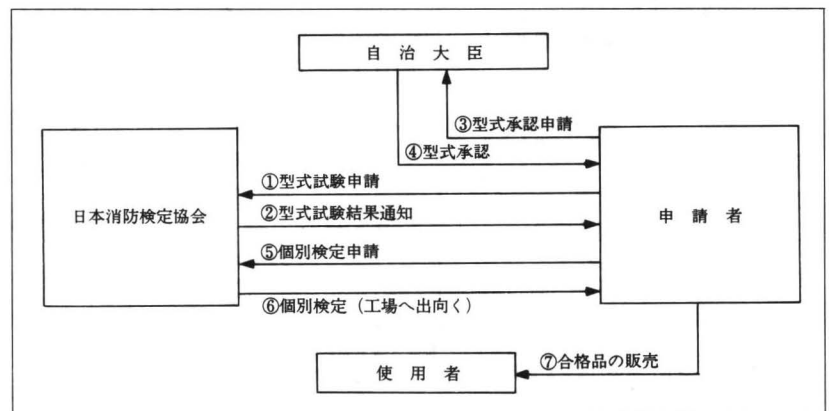 自治大臣
③型式承認申請
④型式承認
①型式試験申請
日本消防検定協会
②型式試験結果通知
申請者
⑤個別検定申請
⑥個別検定（工場へ出向く）
⑦合格品の販売
使用者